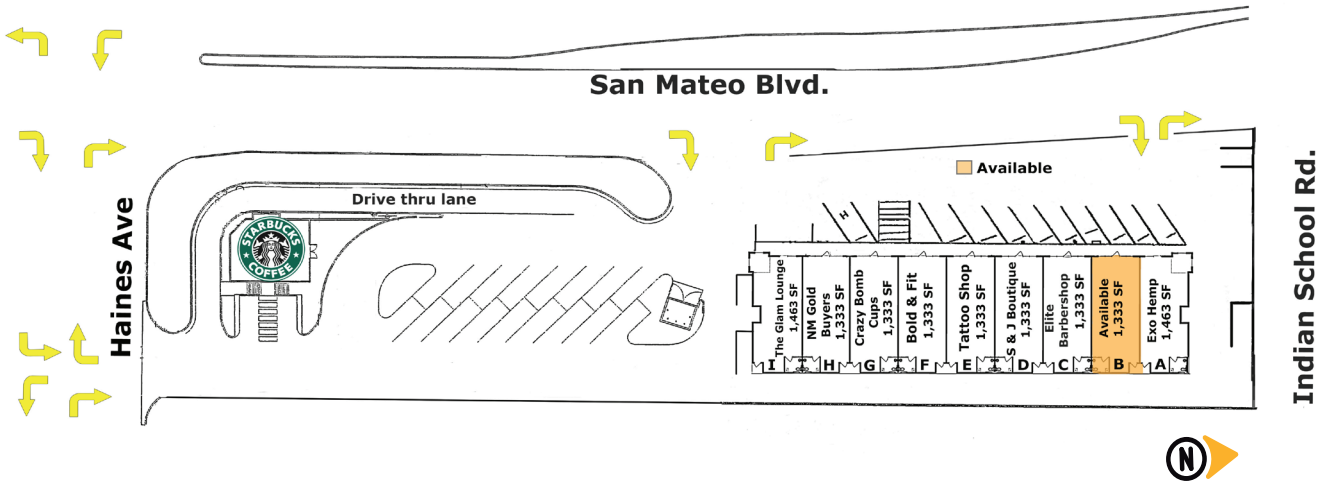 San Mateo Blvd.
Available
Drive thru lane
Haines Ave
STARBUCKS
COFFEE
H
Indian School Rd.
The Glam Lounge
1,463 SF
NM Gold
Buyers
1,333 SF
Crazy Bomb
Cups
1,333 SF
Bold & Fit
1,333 SF
Tattoo Shop
1,333 SF
S & J Boutique
1,333 SF
Elite
Barbershop
1,333 SF
Available
1,333 SF
Exo Hemp
1,463 SF
I H G F E D C B A
N